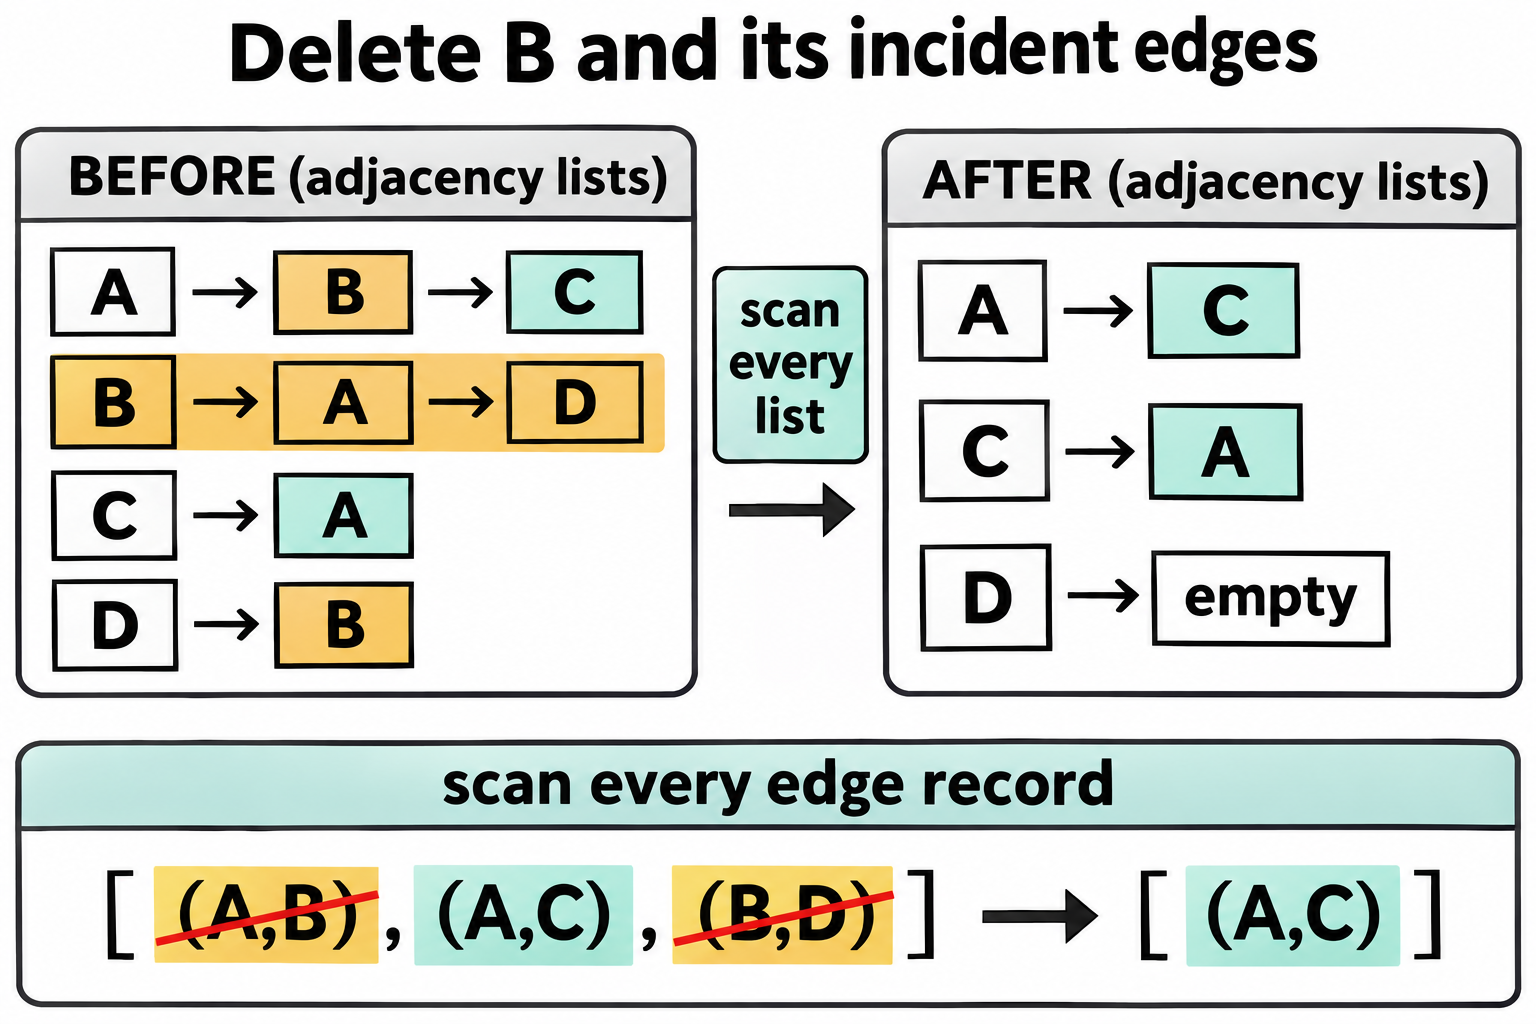 Delete B and its incident edges
BEFORE (adjacency lists)
A → B → C
B → A → D
C → A
D → B
scan
every
list
AFTER (adjacency lists)
A → C
C → A
D → empty
scan every edge record
[ (A,B) , (A,C) , (B,D) ] → [ (A,C) ]